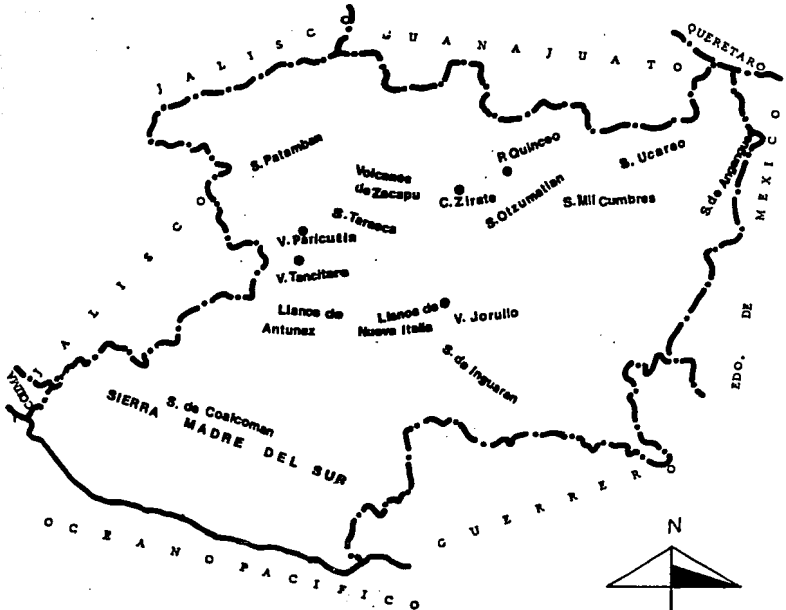 JALISCO
GUANAJUATO
QUERETARO
S. Patamban
Volcanes
de Zacapu
P. Quinceo
C. Zirate
S. Otzumatlan
S. Ucareo
S. Mil Cumbres
S. de Angangueo
S. Tarasca
V. Paricutin
V. Tancitaro
Llanos de
Antunez
Llanos de
Nueva Italia
V. Jorullo
S. de Inguaran
S. de Coalcoman
SIERRA MADRE DEL SUR
JALISCO
COLIMA
EDO. DE MEXICO
GUERRERO
OCEANO PACIFICO
N